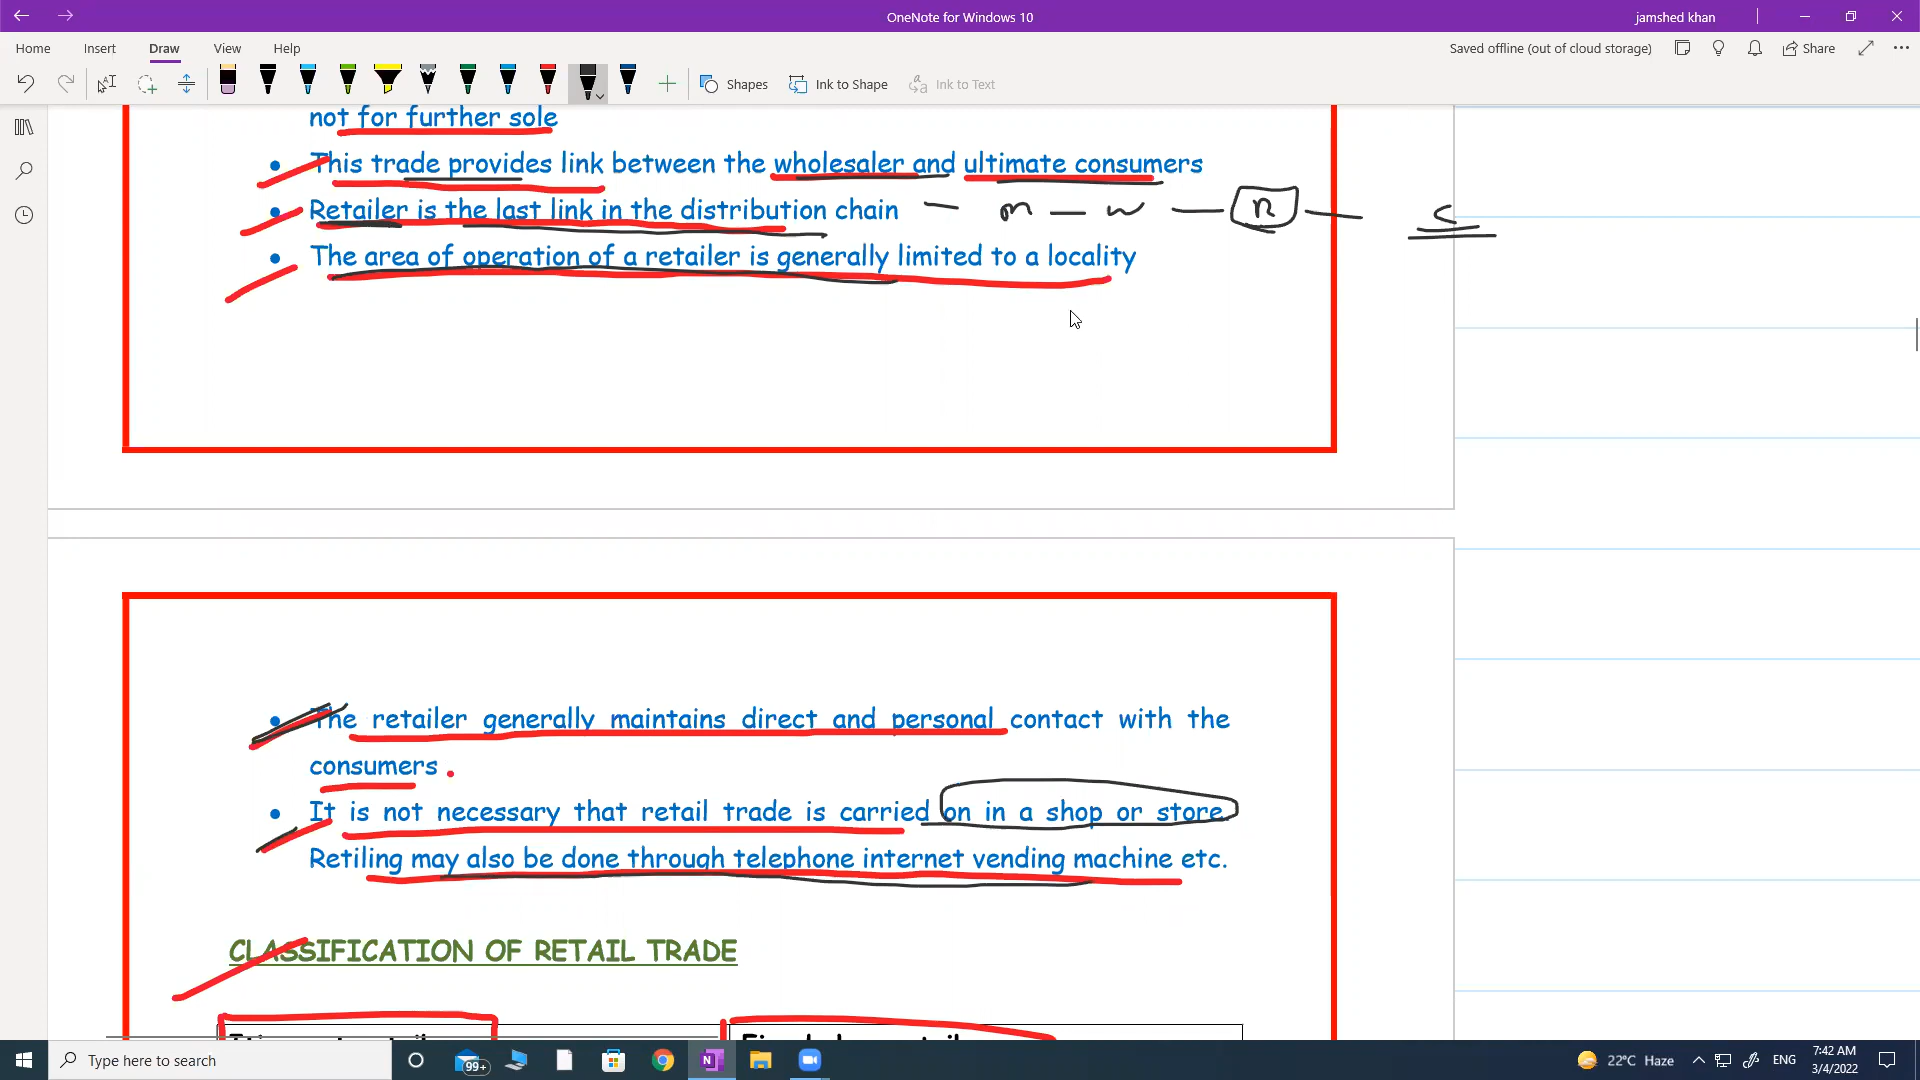 OneNote for Windows 10
jamshed khan
Home Insert Draw View Help
Saved offline (out of cloud storage)
Share
Shapes
Ink to Shape
Ink to Text
not for further sole
• This trade provides link between the wholesaler and ultimate consumers
• Retailer is the last link in the distribution chain — m — w — R — C
• The area of operation of a retailer is generally limited to a locality
• The retailer generally maintains direct and personal contact with the
consumers .
• It is not necessary that retail trade is carried on in a shop or store.
Retiling may also be done through telephone internet vending machine etc.
CLASSIFICATION OF RETAIL TRADE
Type here to search
99+
22°C Haze
ENG
7:42 AM
3/4/2022